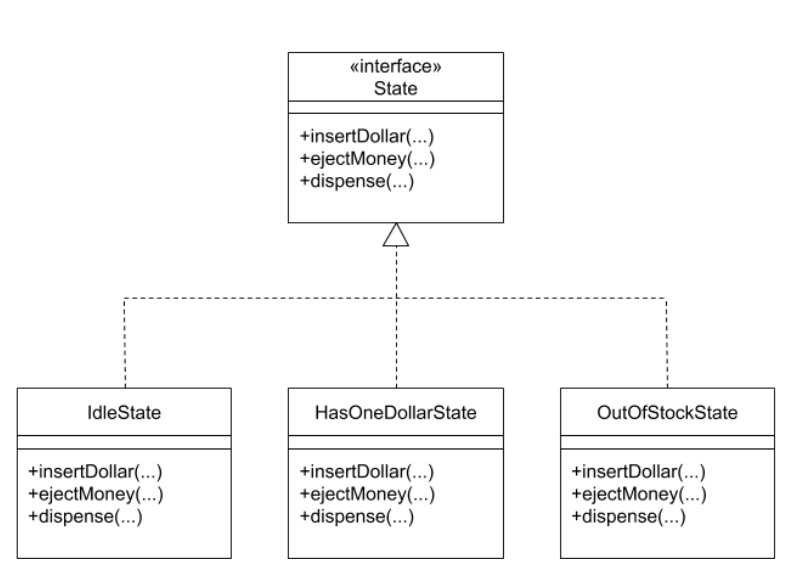 «interface»
State
+insertDollar(...)
+ejectMoney(...)
+dispense(...)
IdleState
+insertDollar(...)
+ejectMoney(...)
+dispense(...)
HasOneDollarState
+insertDollar(...)
+ejectMoney(...)
+dispense(...)
OutOfStockState
+insertDollar(...)
+ejectMoney(...)
+dispense(...)